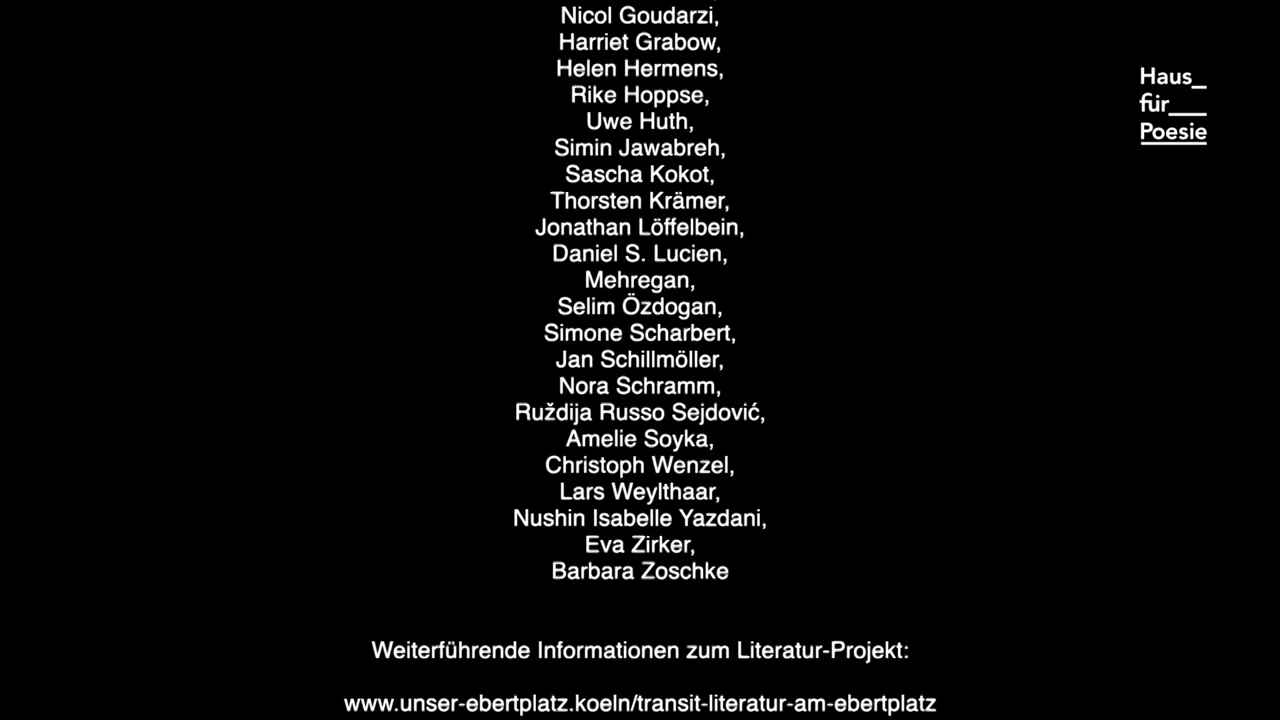 Nicol Goudarzi,
Harriet Grabow,
Helen Hermens,
Rike Hoppse,
Uwe Huth,
Simin Jawabreh,
Sascha Kokot,
Thorsten Krämer,
Jonathan Löffelbein,
Daniel S. Lucien,
Mehregan,
Selim Özdogan,
Simone Scharbert,
Jan Schillmöller,
Nora Schramm,
Ruždija Russo Sejdović,
Amelie Soyka,
Christoph Wenzel,
Lars Weylthaar,
Nushin Isabelle Yazdani,
Eva Zirker,
Barbara Zoschke
Weiterführende Informationen zum Literatur-Projekt:
www.unser-ebertplatz.koeln/transit-literatur-am-ebertplatz
Haus_
für__
Poesie